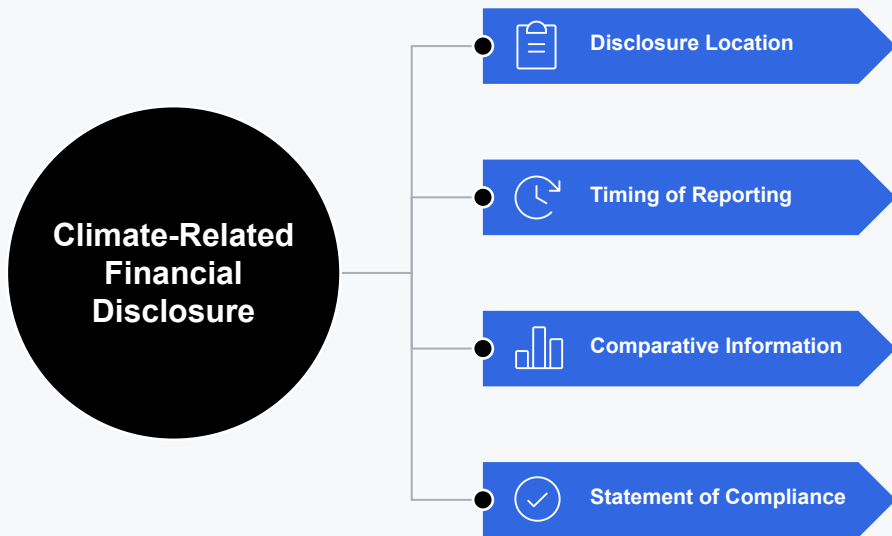 Climate-Related
Financial
Disclosure
Disclosure Location
Timing of Reporting
Comparative Information
Statement of Compliance